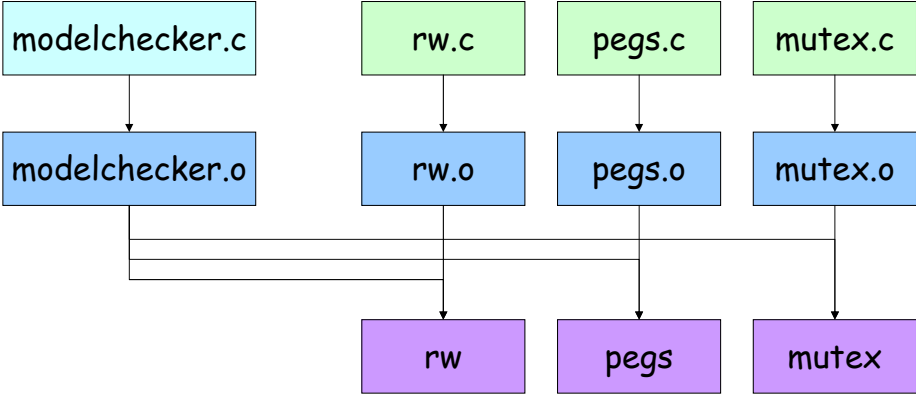 modelchecker.c
rw.c
pegs.c
mutex.c
modelchecker.o
rw.o
pegs.o
mutex.o
rw
pegs
mutex